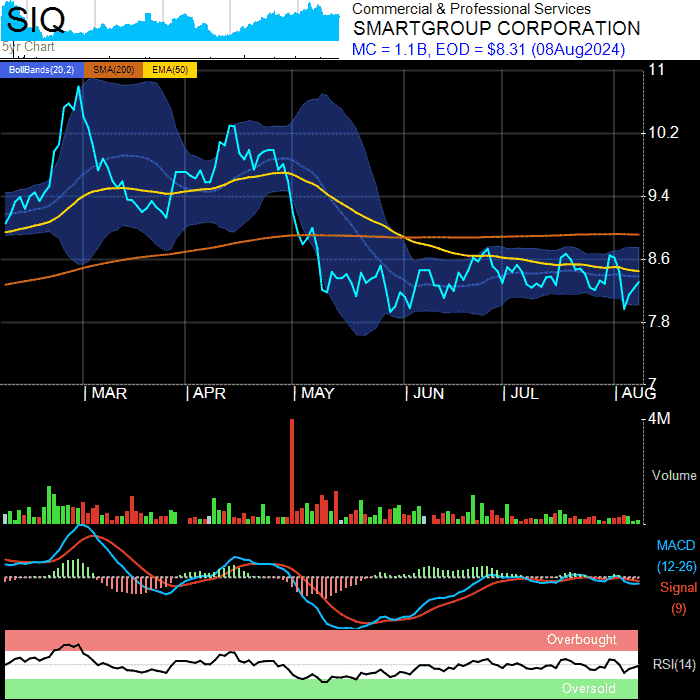 SIQ
5yr Chart
Commercial & Professional Services
SMARTGROUP CORPORATION
MC = 1.1B, EOD = $8.31 (08Aug2024)
BollBands(20,2) SMA(200) EMA(50)
11
10.2
9.4
8.6
7.8
7
| MAR | APR | MAY | JUN | JUL | AUG
4M
Volume
MACD
(12-26)
Signal
(9)
Overbought
RSI(14)
Oversold